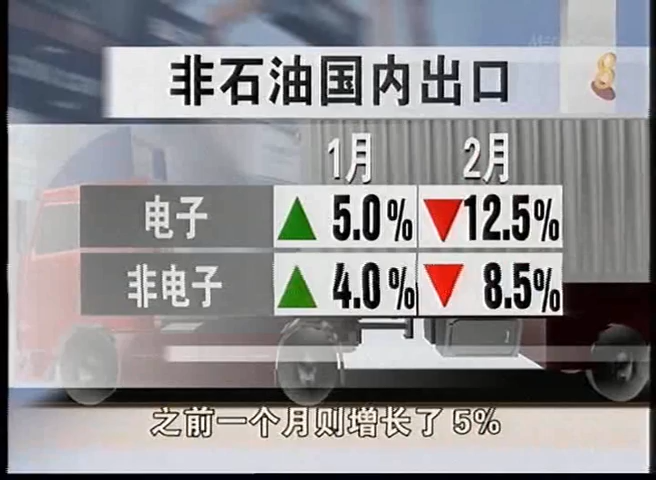 非石油国内出口
1月 2月
电子 ▲ 5.0% ▼ 12.5%
非电子 ▲ 4.0% ▼ 8.5%
之前一个月则增长了 5%